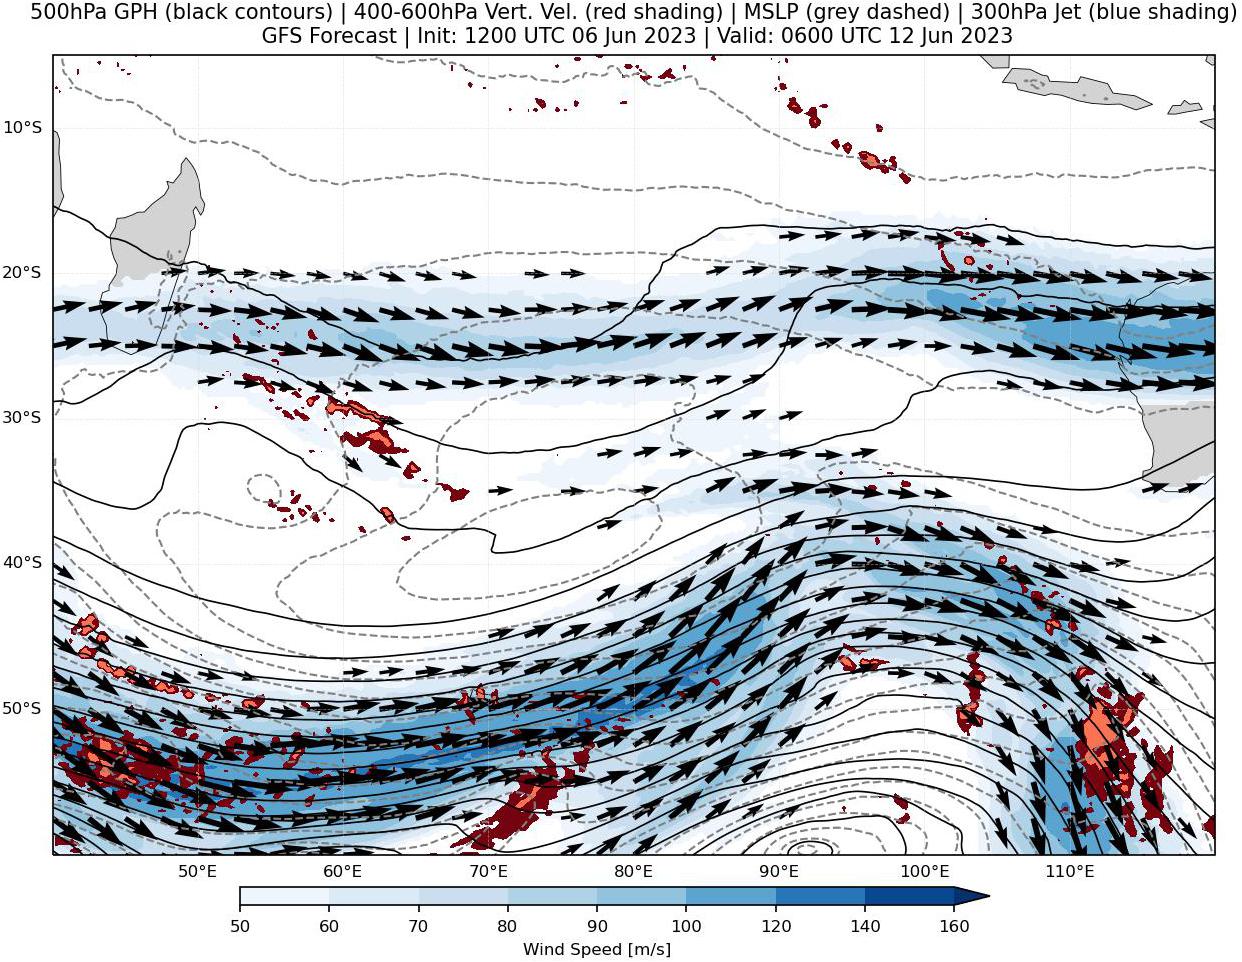 500hPa GPH (black contours) | 400-600hPa Vert. Vel. (red shading) | MSLP (grey dashed) | 300hPa Jet (blue shading)
GFS Forecast | Init: 1200 UTC 06 Jun 2023 | Valid: 0600 UTC 12 Jun 2023
10°S
20°S
30°S
40°S
50°S
50°E 60°E 70°E 80°E 90°E 100°E 110°E
50 60 70 80 90 100 120 140 160
Wind Speed [m/s]